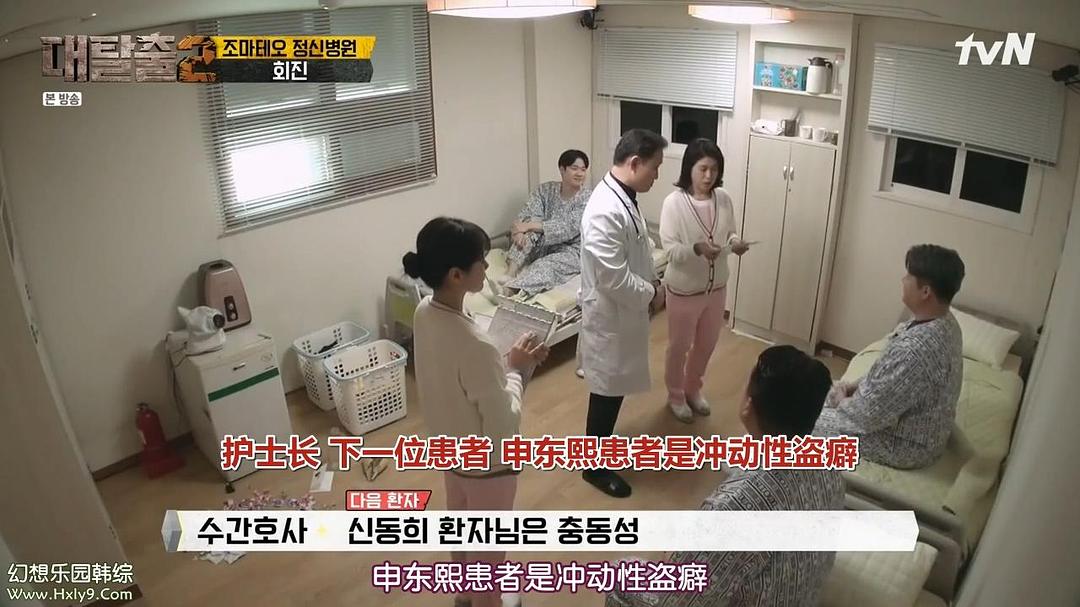 대탈출2
조마테오 정신병원
회진
본 방송
tvN
护士长 下一位患者 申东熙患者是冲动性盗癖
다음 환자
수간호사 신동희 환자님은 충동성
申东熙患者是冲动性盗癖
幻想乐园韩综
Www.Hxly9.Com